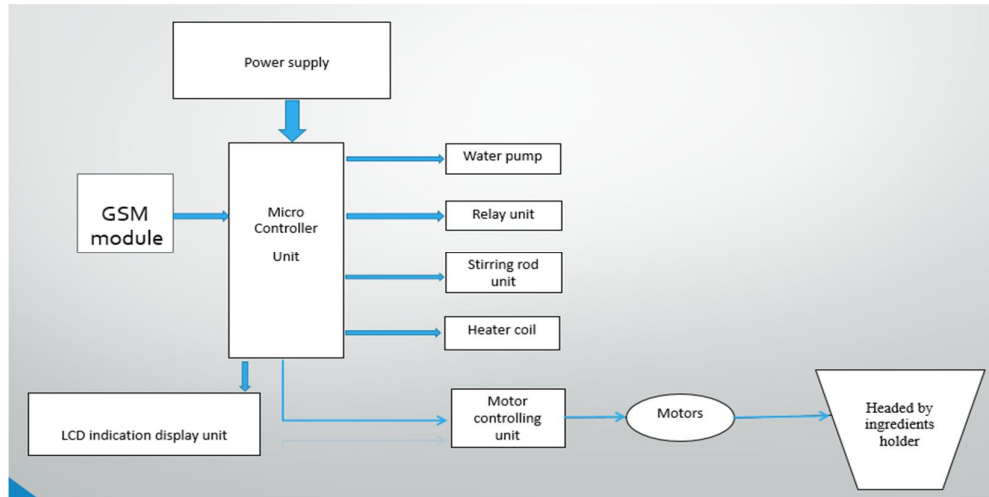 Power supply
GSM
module
Micro
Controller
Unit
Water pump
Relay unit
Stirring rod
unit
Heater coil
LCD indication display unit
Motor
controlling
unit
Motors
Headed by
ingredients
holder